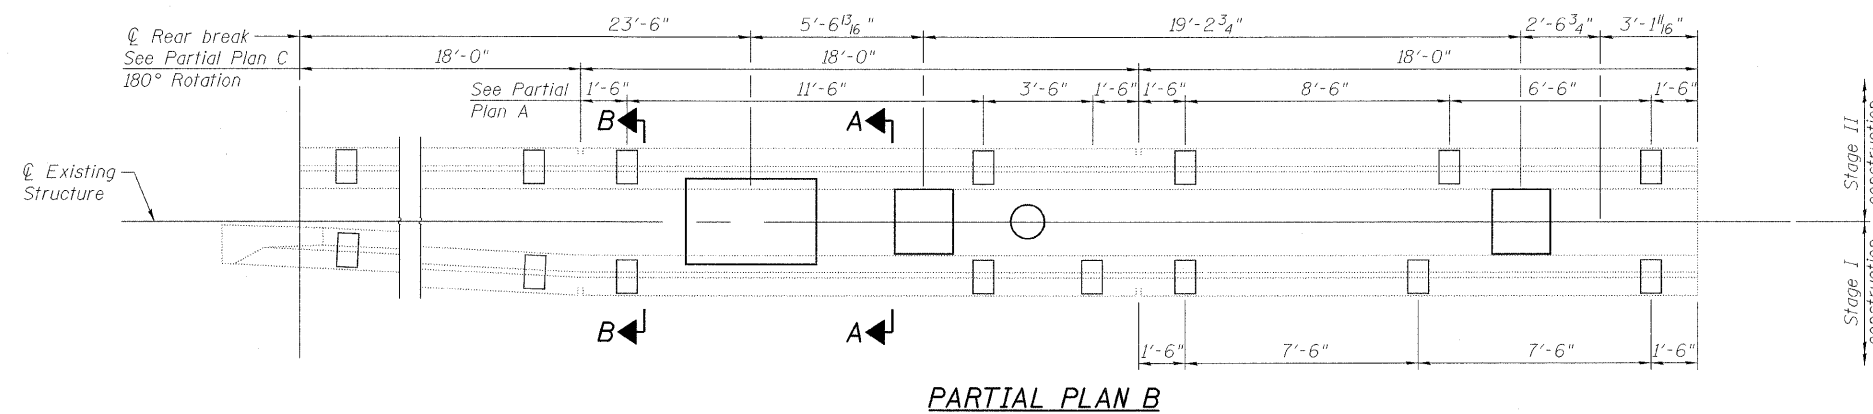 23'-6" 5'-6 13/16" 19'-2 3/4" 2'-6 3/4" 3'-1 11/16"
℄ Rear break
See Partial Plan C
180° Rotation
18'-0" 18'-0" 18'-0"
See Partial
Plan A
1'-6" 11'-6" 3'-6" 1'-6" 1'-6" 8'-6" 6'-6" 1'-6"
B A
℄ Existing
Structure
Stage II
construction
Stage I
construction
B A
1'-6" 7'-6" 7'-6" 1'-6"
PARTIAL PLAN B